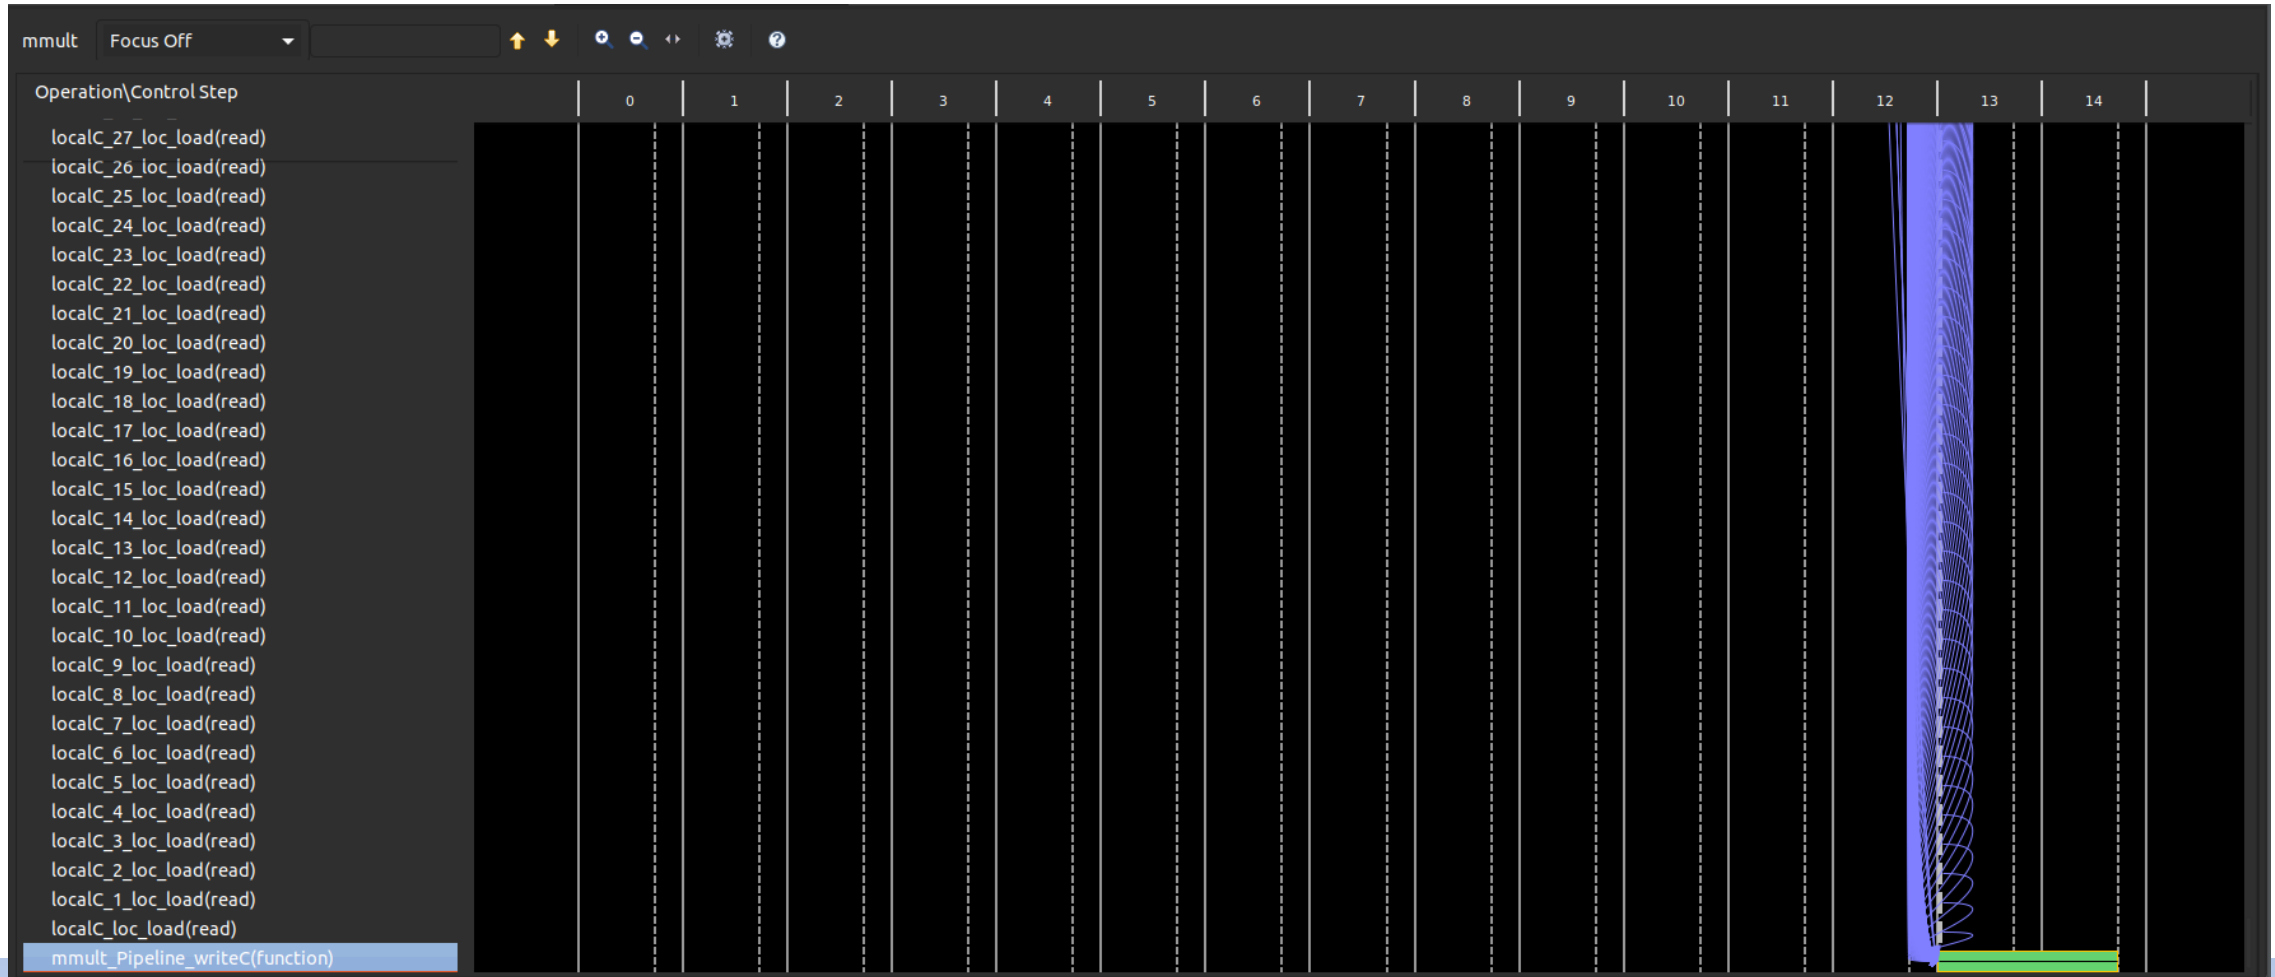 mmult Focus Off
Operation\Control Step 0 1 2 3 4 5 6 7 8 9 10 11 12 13 14
localC_27_loc_load(read)
localC_26_loc_load(read)
localC_25_loc_load(read)
localC_24_loc_load(read)
localC_23_loc_load(read)
localC_22_loc_load(read)
localC_21_loc_load(read)
localC_20_loc_load(read)
localC_19_loc_load(read)
localC_18_loc_load(read)
localC_17_loc_load(read)
localC_16_loc_load(read)
localC_15_loc_load(read)
localC_14_loc_load(read)
localC_13_loc_load(read)
localC_12_loc_load(read)
localC_11_loc_load(read)
localC_10_loc_load(read)
localC_9_loc_load(read)
localC_8_loc_load(read)
localC_7_loc_load(read)
localC_6_loc_load(read)
localC_5_loc_load(read)
localC_4_loc_load(read)
localC_3_loc_load(read)
localC_2_loc_load(read)
localC_1_loc_load(read)
localC_loc_load(read)
mmult_Pipeline_writeC(function)